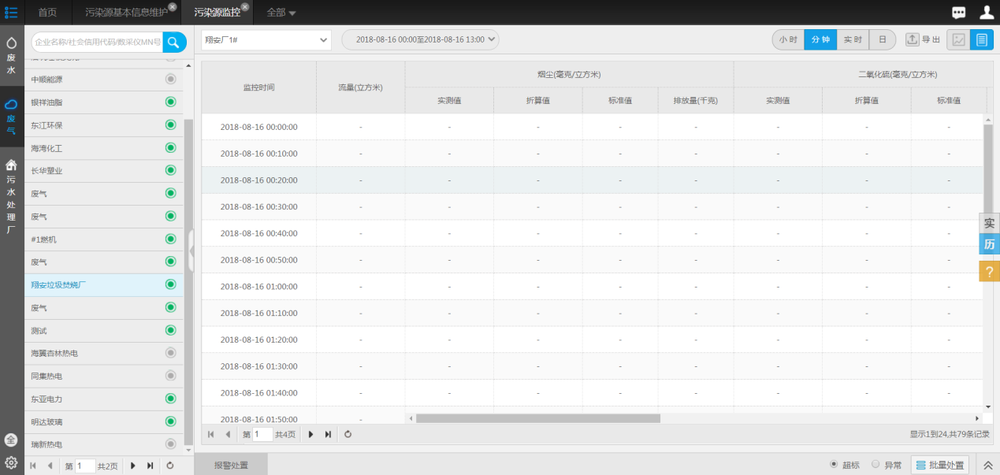 首页 污染源基本信息维护 污染源监控 全部
废水
废气
污水处理厂
全
企业名称/社会信用代码/数采仪MN号
中顺能源
银祥油脂
东江环保
海湾化工
长华塑业
废气
废气
#1燃机
废气
翔安垃圾焚烧厂
废气
测试
海翼杏林热电
同集热电
东亚电力
明达玻璃
瑞新热电
第 1 共2页
翔安厂1# 2018-08-16 00:00至2018-08-16 13:00 小时 分钟 实时 日 导出
监控时间 流量(立方米) 烟尘(毫克/立方米) 二氧化硫(毫克/立方米)
实测值 折算值 标准值 排放量(千克) 实测值 折算值 标准值
2018-08-16 00:00:00 - - - - - - - -
2018-08-16 00:10:00 - - - - - - - -
2018-08-16 00:20:00 - - - - - - - -
2018-08-16 00:30:00 - - - - - - - -
2018-08-16 00:40:00 - - - - - - - -
2018-08-16 00:50:00 - - - - - - - -
2018-08-16 01:00:00 - - - - - - - -
2018-08-16 01:10:00 - - - - - - - -
2018-08-16 01:20:00 - - - - - - - -
2018-08-16 01:30:00 - - - - - - - -
2018-08-16 01:40:00 - - - - - - - -
2018-08-16 01:50:00 -
实
历
?
第 1 共4页 显示1到24,共79条记录
报警处置 超标 异常 批量处置